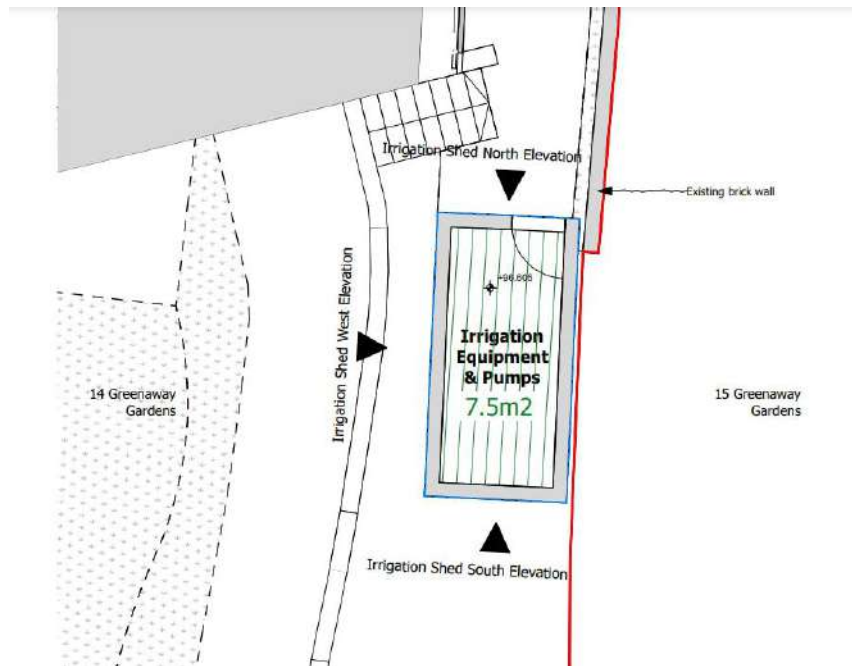 Irrigation Shed North Elevation
Existing brick wall
+96.605
Irrigation Shed West Elevation
Irrigation
Equipment
& Pumps
7.5m2
14 Greenaway
Gardens
15 Greenaway
Gardens
Irrigation Shed South Elevation